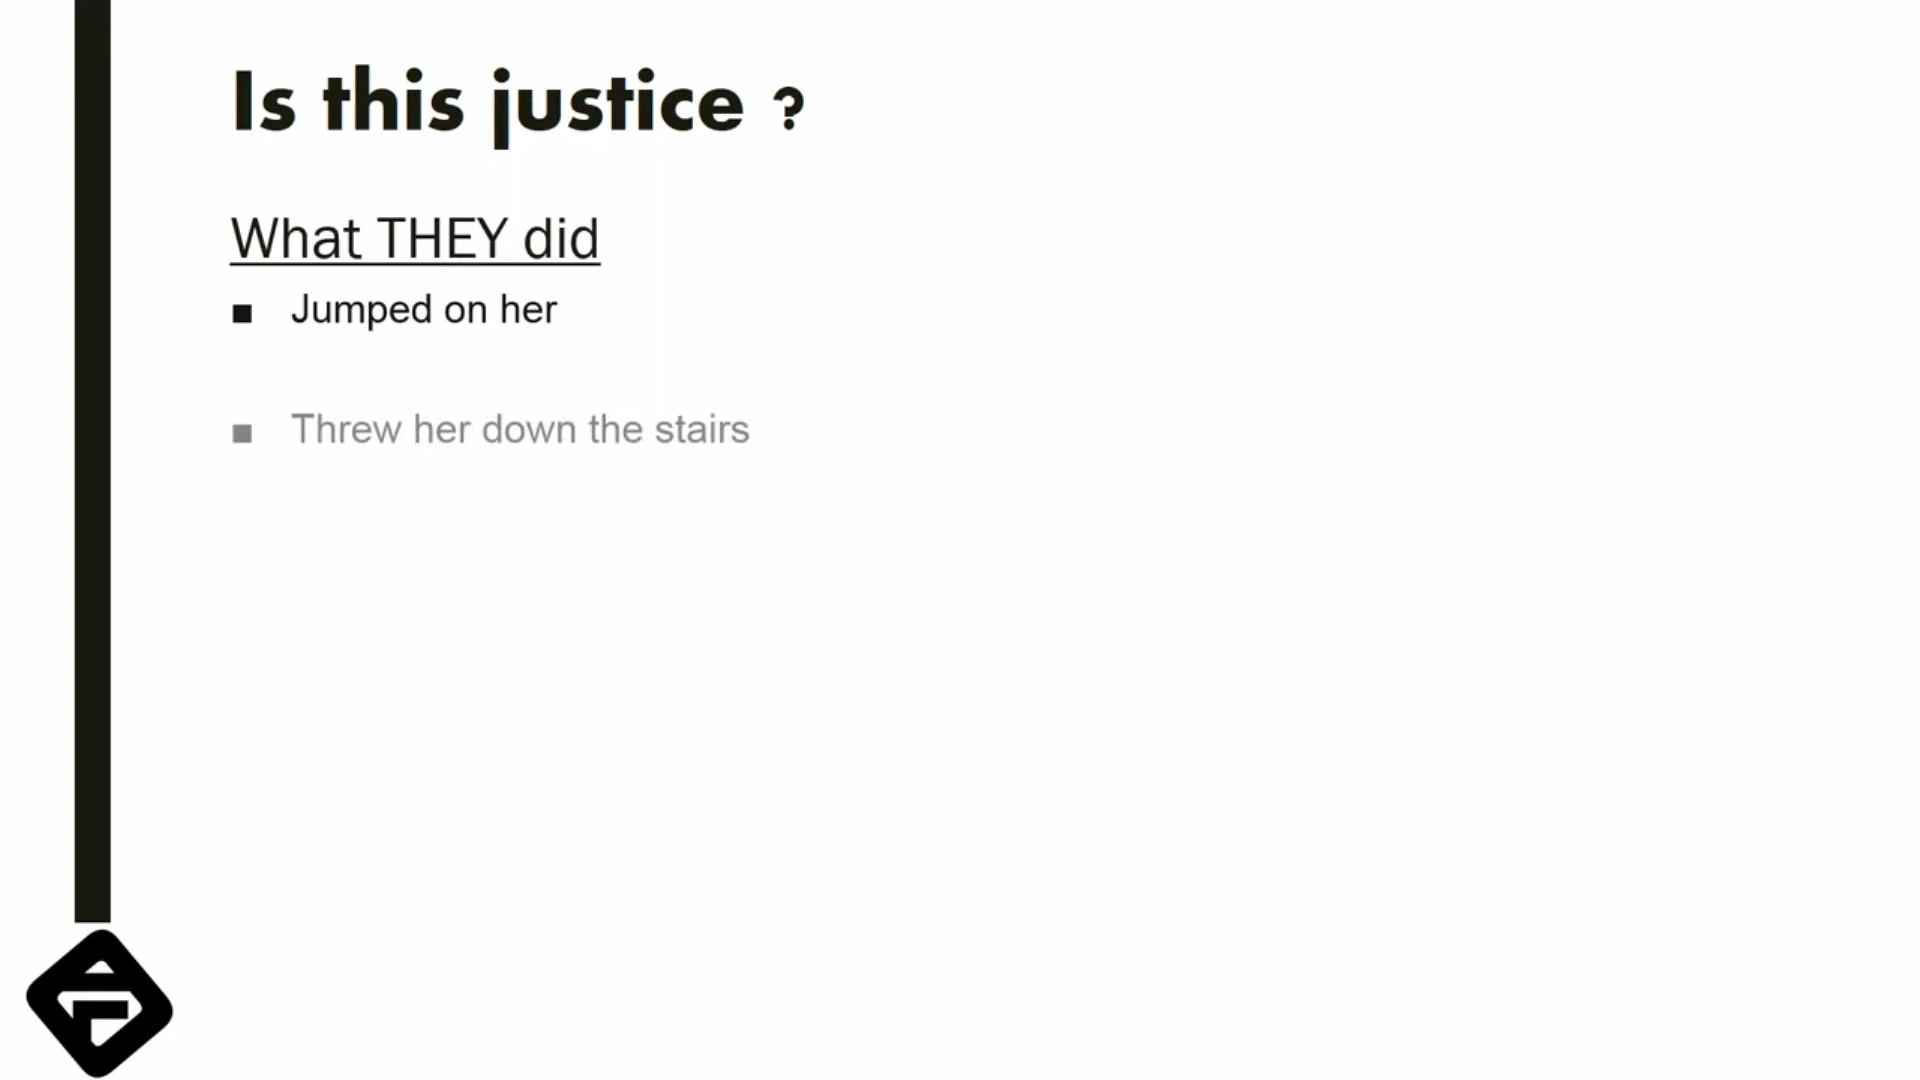 Is this justice ?
What THEY did
■ Jumped on her
■ Threw her down the stairs